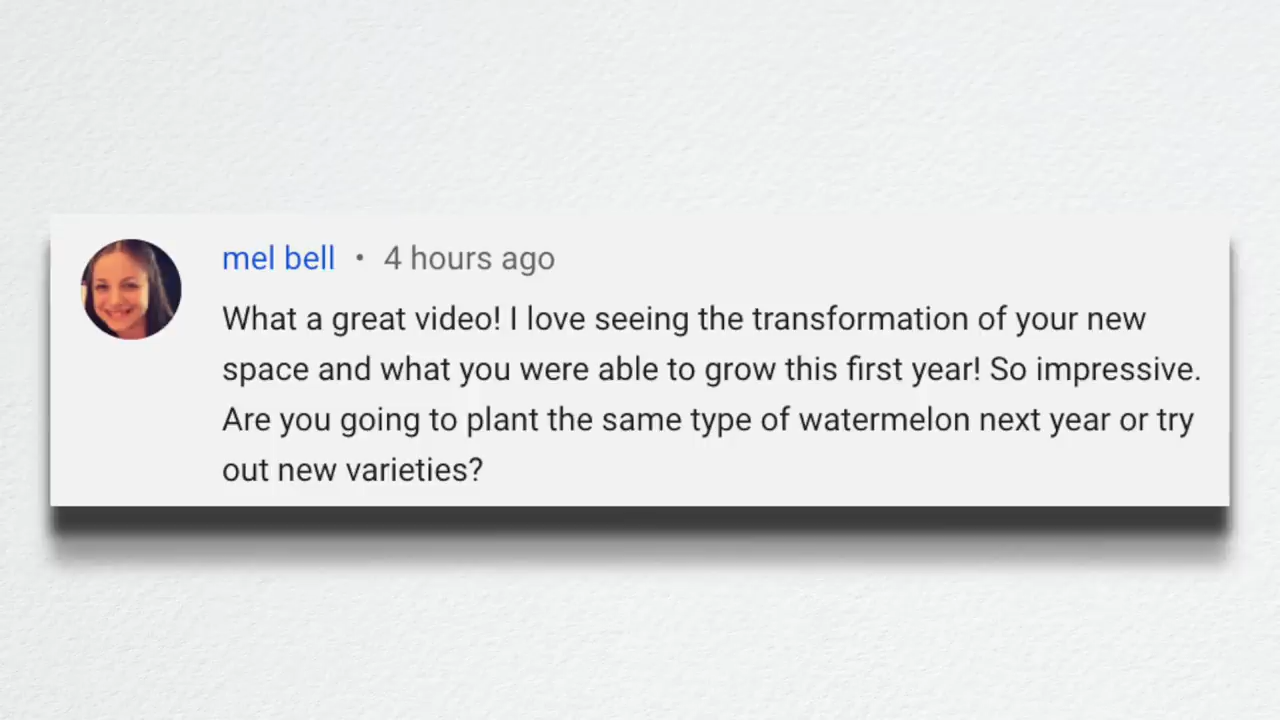 mel bell • 4 hours ago
What a great video! I love seeing the transformation of your new
space and what you were able to grow this first year! So impressive.
Are you going to plant the same type of watermelon next year or try
out new varieties?